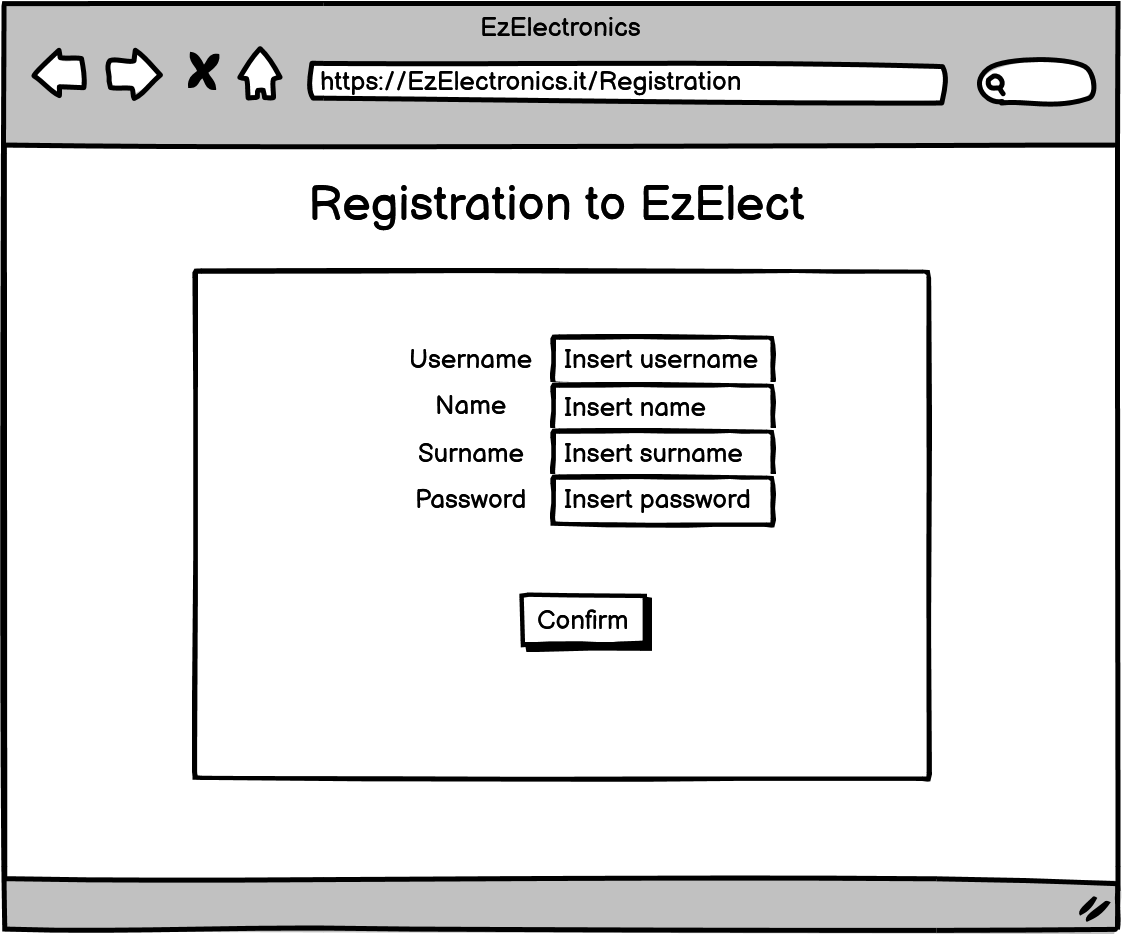 EzElectronics
https://EzElectronics.it/Registration
Registration to EzElect
Username Insert username
Name Insert name
Surname Insert surname
Password Insert password
Confirm